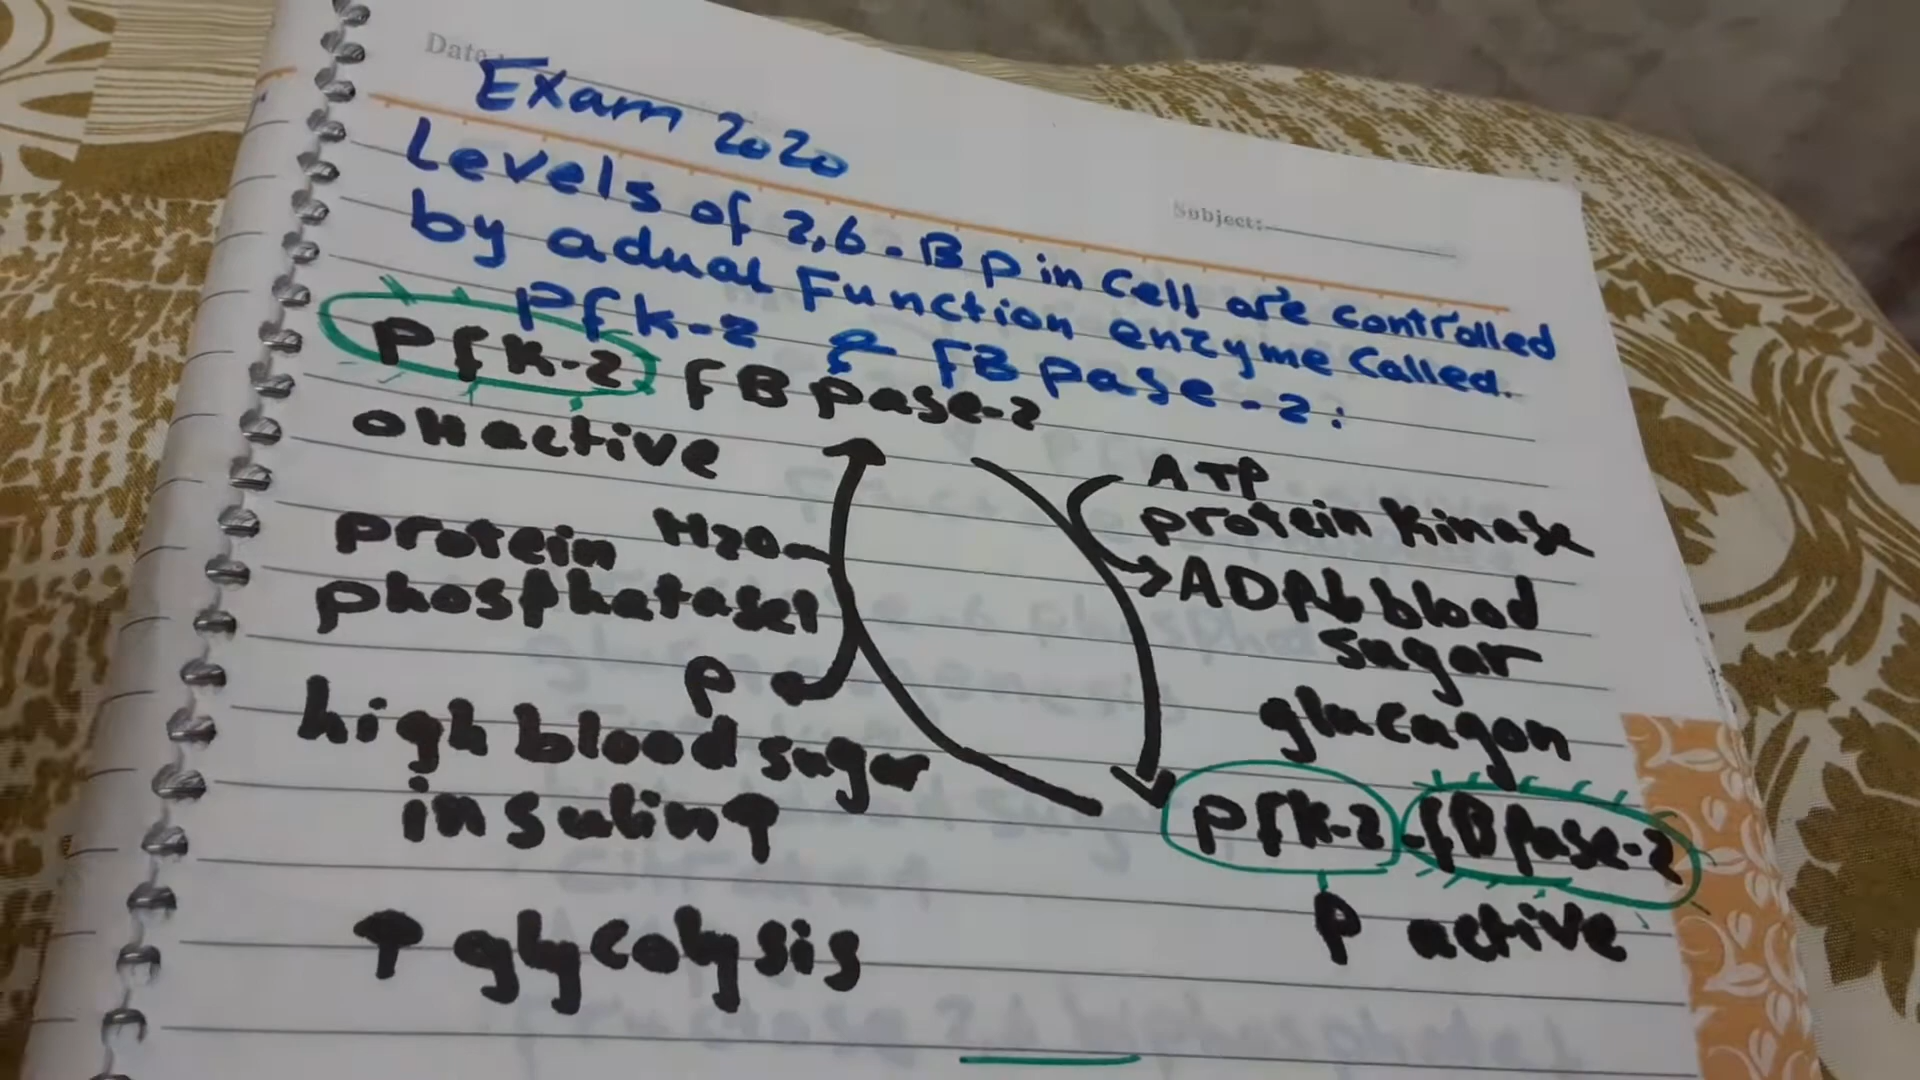 Date
Exam 2020
Subject:
Levels of 2,6-BP in Cell are controlled
by adual Function enzyme Called.
Pfk-2 & FBpase-2:
Pfk-2 fBpase-2
OH active
ATP
protein Kinase
protein H2O
phosphatase1
ADP
blood
sugar
P
glucagon
high blood sugar
insulin↑
Pfk-2 -fBpase-2
P active
↑ glycolysis